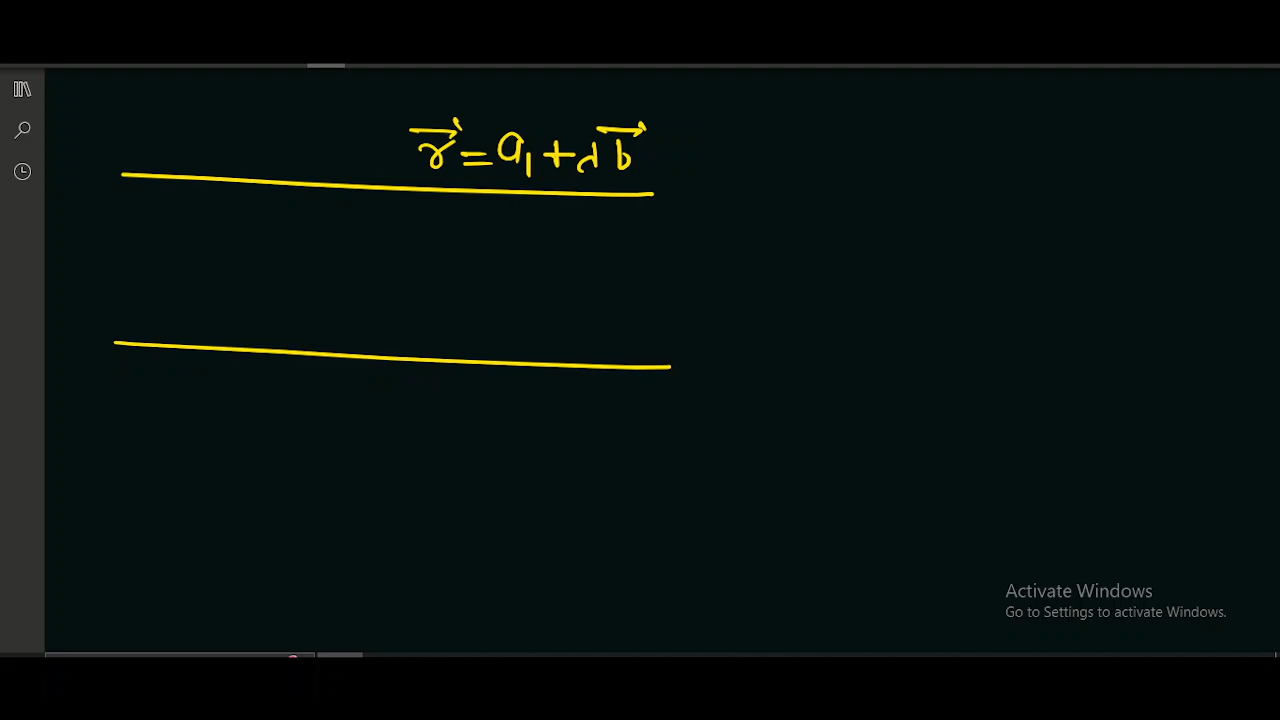 r⃗ = a₁ + λb⃗
Activate Windows
Go to Settings to activate Windows.